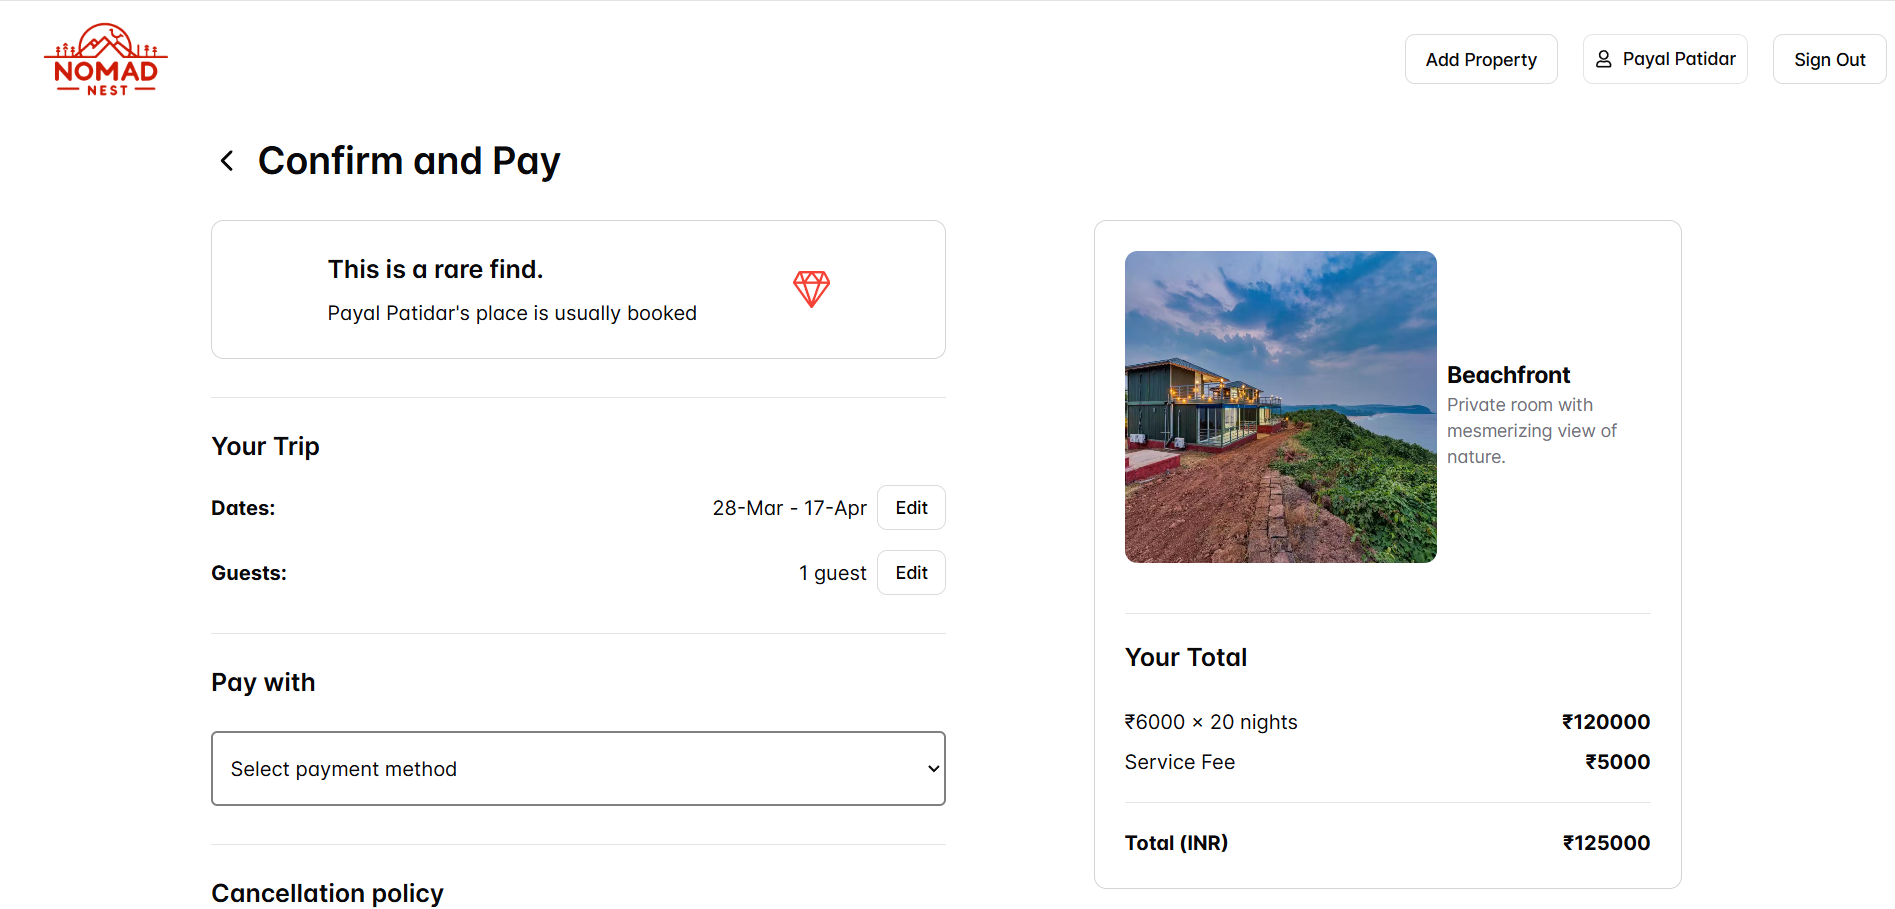 NOMAD
NEST
Add Property
Payal Patidar
Sign Out
Confirm and Pay
This is a rare find.
Payal Patidar's place is usually booked
Your Trip
Dates:
28-Mar - 17-Apr
Edit
Guests:
1 guest
Edit
Pay with
Select payment method
Cancellation policy
Beachfront
Private room with
mesmerizing view of
nature.
Your Total
₹6000 × 20 nights
₹120000
Service Fee
₹5000
Total (INR)
₹125000